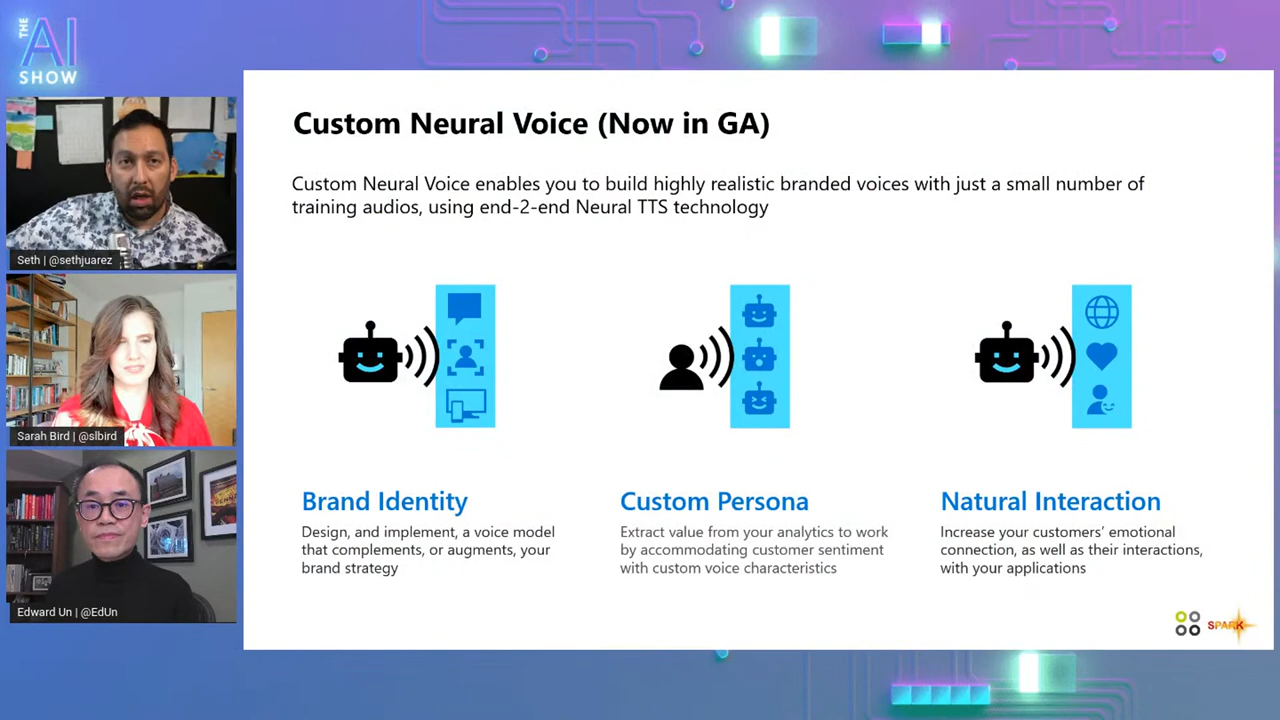 THE
AI
SHOW
Seth | @sethjuarez
Sarah Bird | @slbird
Edward Un | @EdUn
Custom Neural Voice (Now in GA)
Custom Neural Voice enables you to build highly realistic branded voices with just a small number of
training audios, using end-2-end Neural TTS technology
Brand Identity
Design, and implement, a voice model
that complements, or augments, your
brand strategy
Custom Persona
Extract value from your analytics to work
by accommodating customer sentiment
with custom voice characteristics
Natural Interaction
Increase your customers’ emotional
connection, as well as their interactions,
with your applications
SPARK